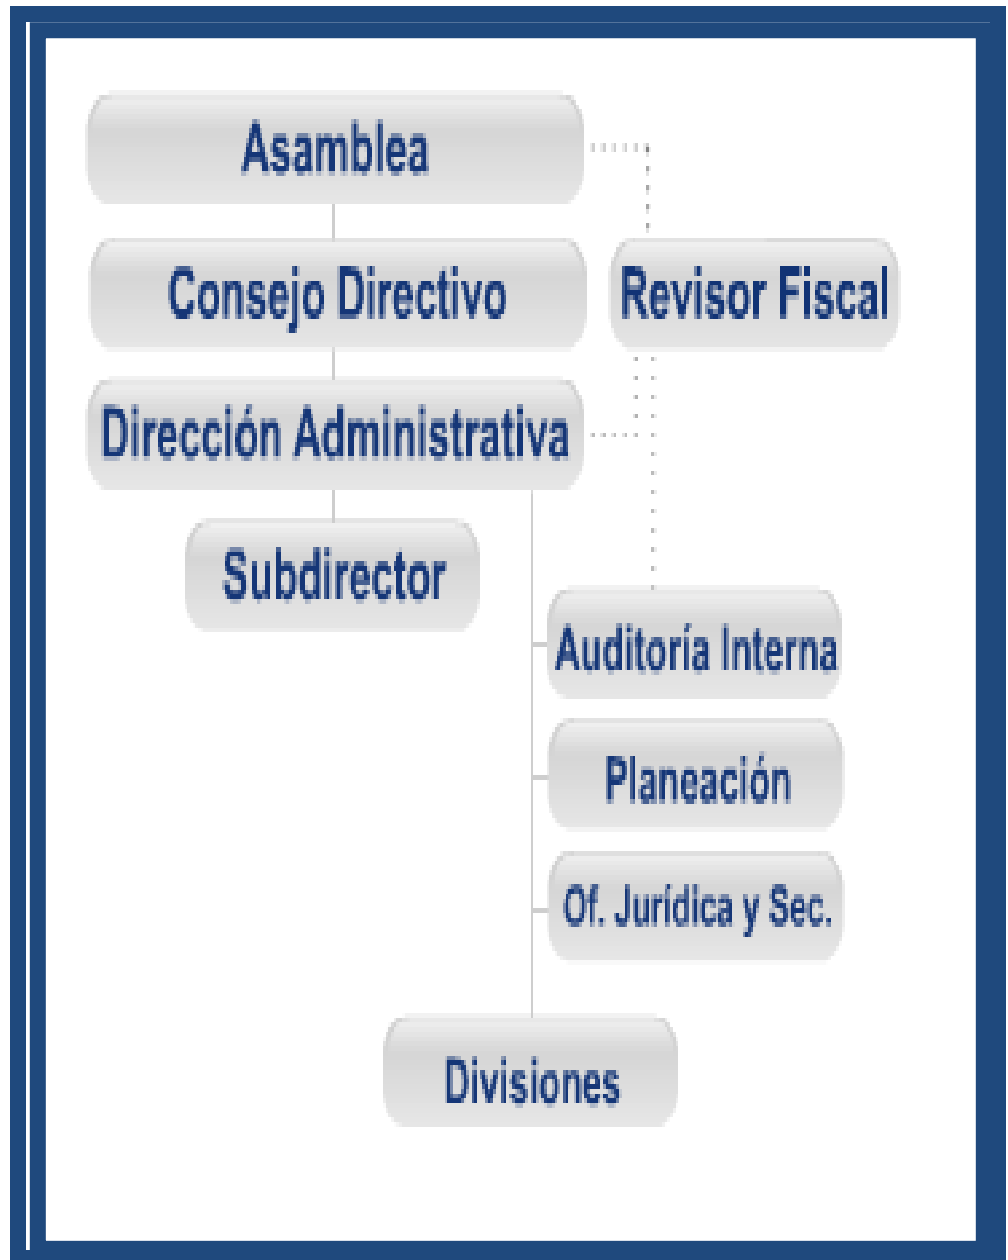 Asamblea
Consejo Directivo
Revisor Fiscal
Dirección Administrativa
Subdirector
Auditoría Interna
Planeación
Of. Jurídica y Sec.
Divisiones